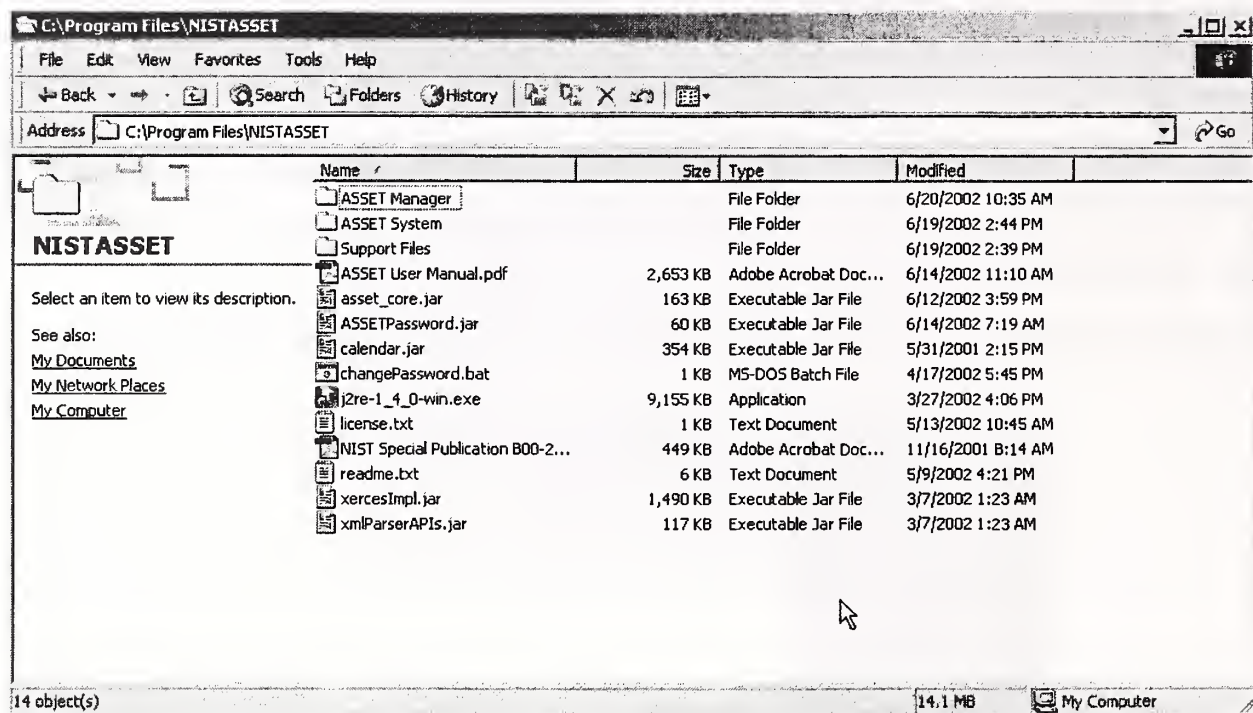 C:\Program Files\NISTASSET
File Edit View Favorites Tools Help
Back Search Folders History
Address C:\Program Files\NISTASSET Go
Name Size Type Modified
ASSET Manager File Folder 6/20/2002 10:35 AM
ASSET System File Folder 6/19/2002 2:44 PM
Support Files File Folder 6/19/2002 2:39 PM
ASSET User Manual.pdf 2,653 KB Adobe Acrobat Doc... 6/14/2002 11:10 AM
asset_core.jar 163 KB Executable Jar File 6/12/2002 3:59 PM
ASSETPassword.jar 60 KB Executable Jar File 6/14/2002 7:19 AM
calendar.jar 354 KB Executable Jar File 5/31/2001 2:15 PM
changePassword.bat 1 KB MS-DOS Batch File 4/17/2002 5:45 PM
j2re-1_4_0-win.exe 9,155 KB Application 3/27/2002 4:06 PM
license.txt 1 KB Text Document 5/13/2002 10:45 AM
NIST Special Publication 800-2... 449 KB Adobe Acrobat Doc... 11/16/2001 8:14 AM
readme.txt 6 KB Text Document 5/9/2002 4:21 PM
xercesImpl.jar 1,490 KB Executable Jar File 3/7/2002 1:23 AM
xmlParserAPIs.jar 117 KB Executable Jar File 3/7/2002 1:23 AM
NISTASSET
Select an item to view its description.
See also:
My Documents
My Network Places
My Computer
14 object(s) 14.1 MB My Computer